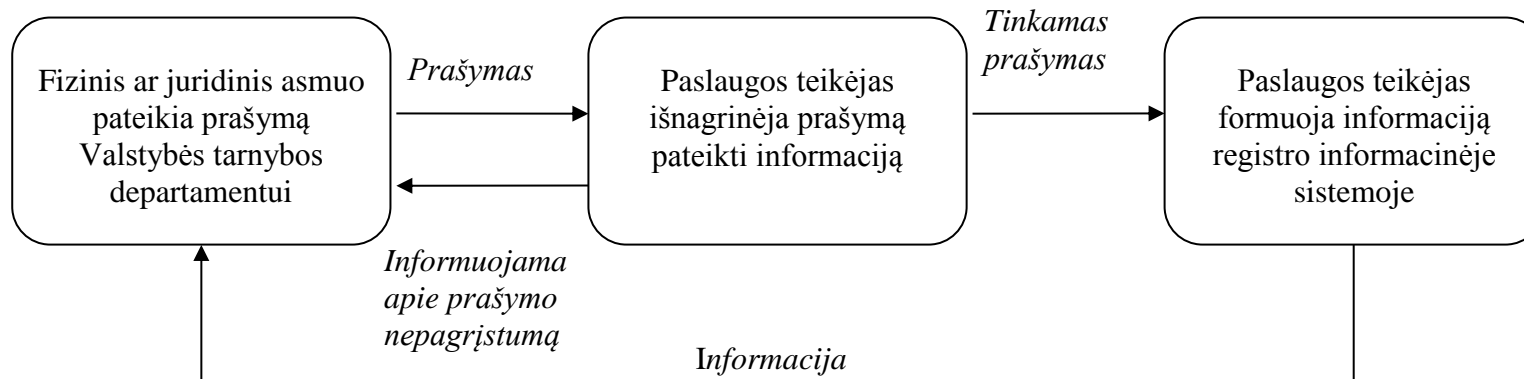 Fizinis ar juridinis asmuo
pateikia prašymą
Valstybės tarnybos
departamentui
Prašymas
Paslaugos teikėjas
išnagrinėja prašymą
pateikti informaciją
Tinkamas
prašymas
Paslaugos teikėjas
formuoja informaciją
registro informacinėje
sistemoje
Informuojama
apie prašymo
nepagrįstumą
Informacija